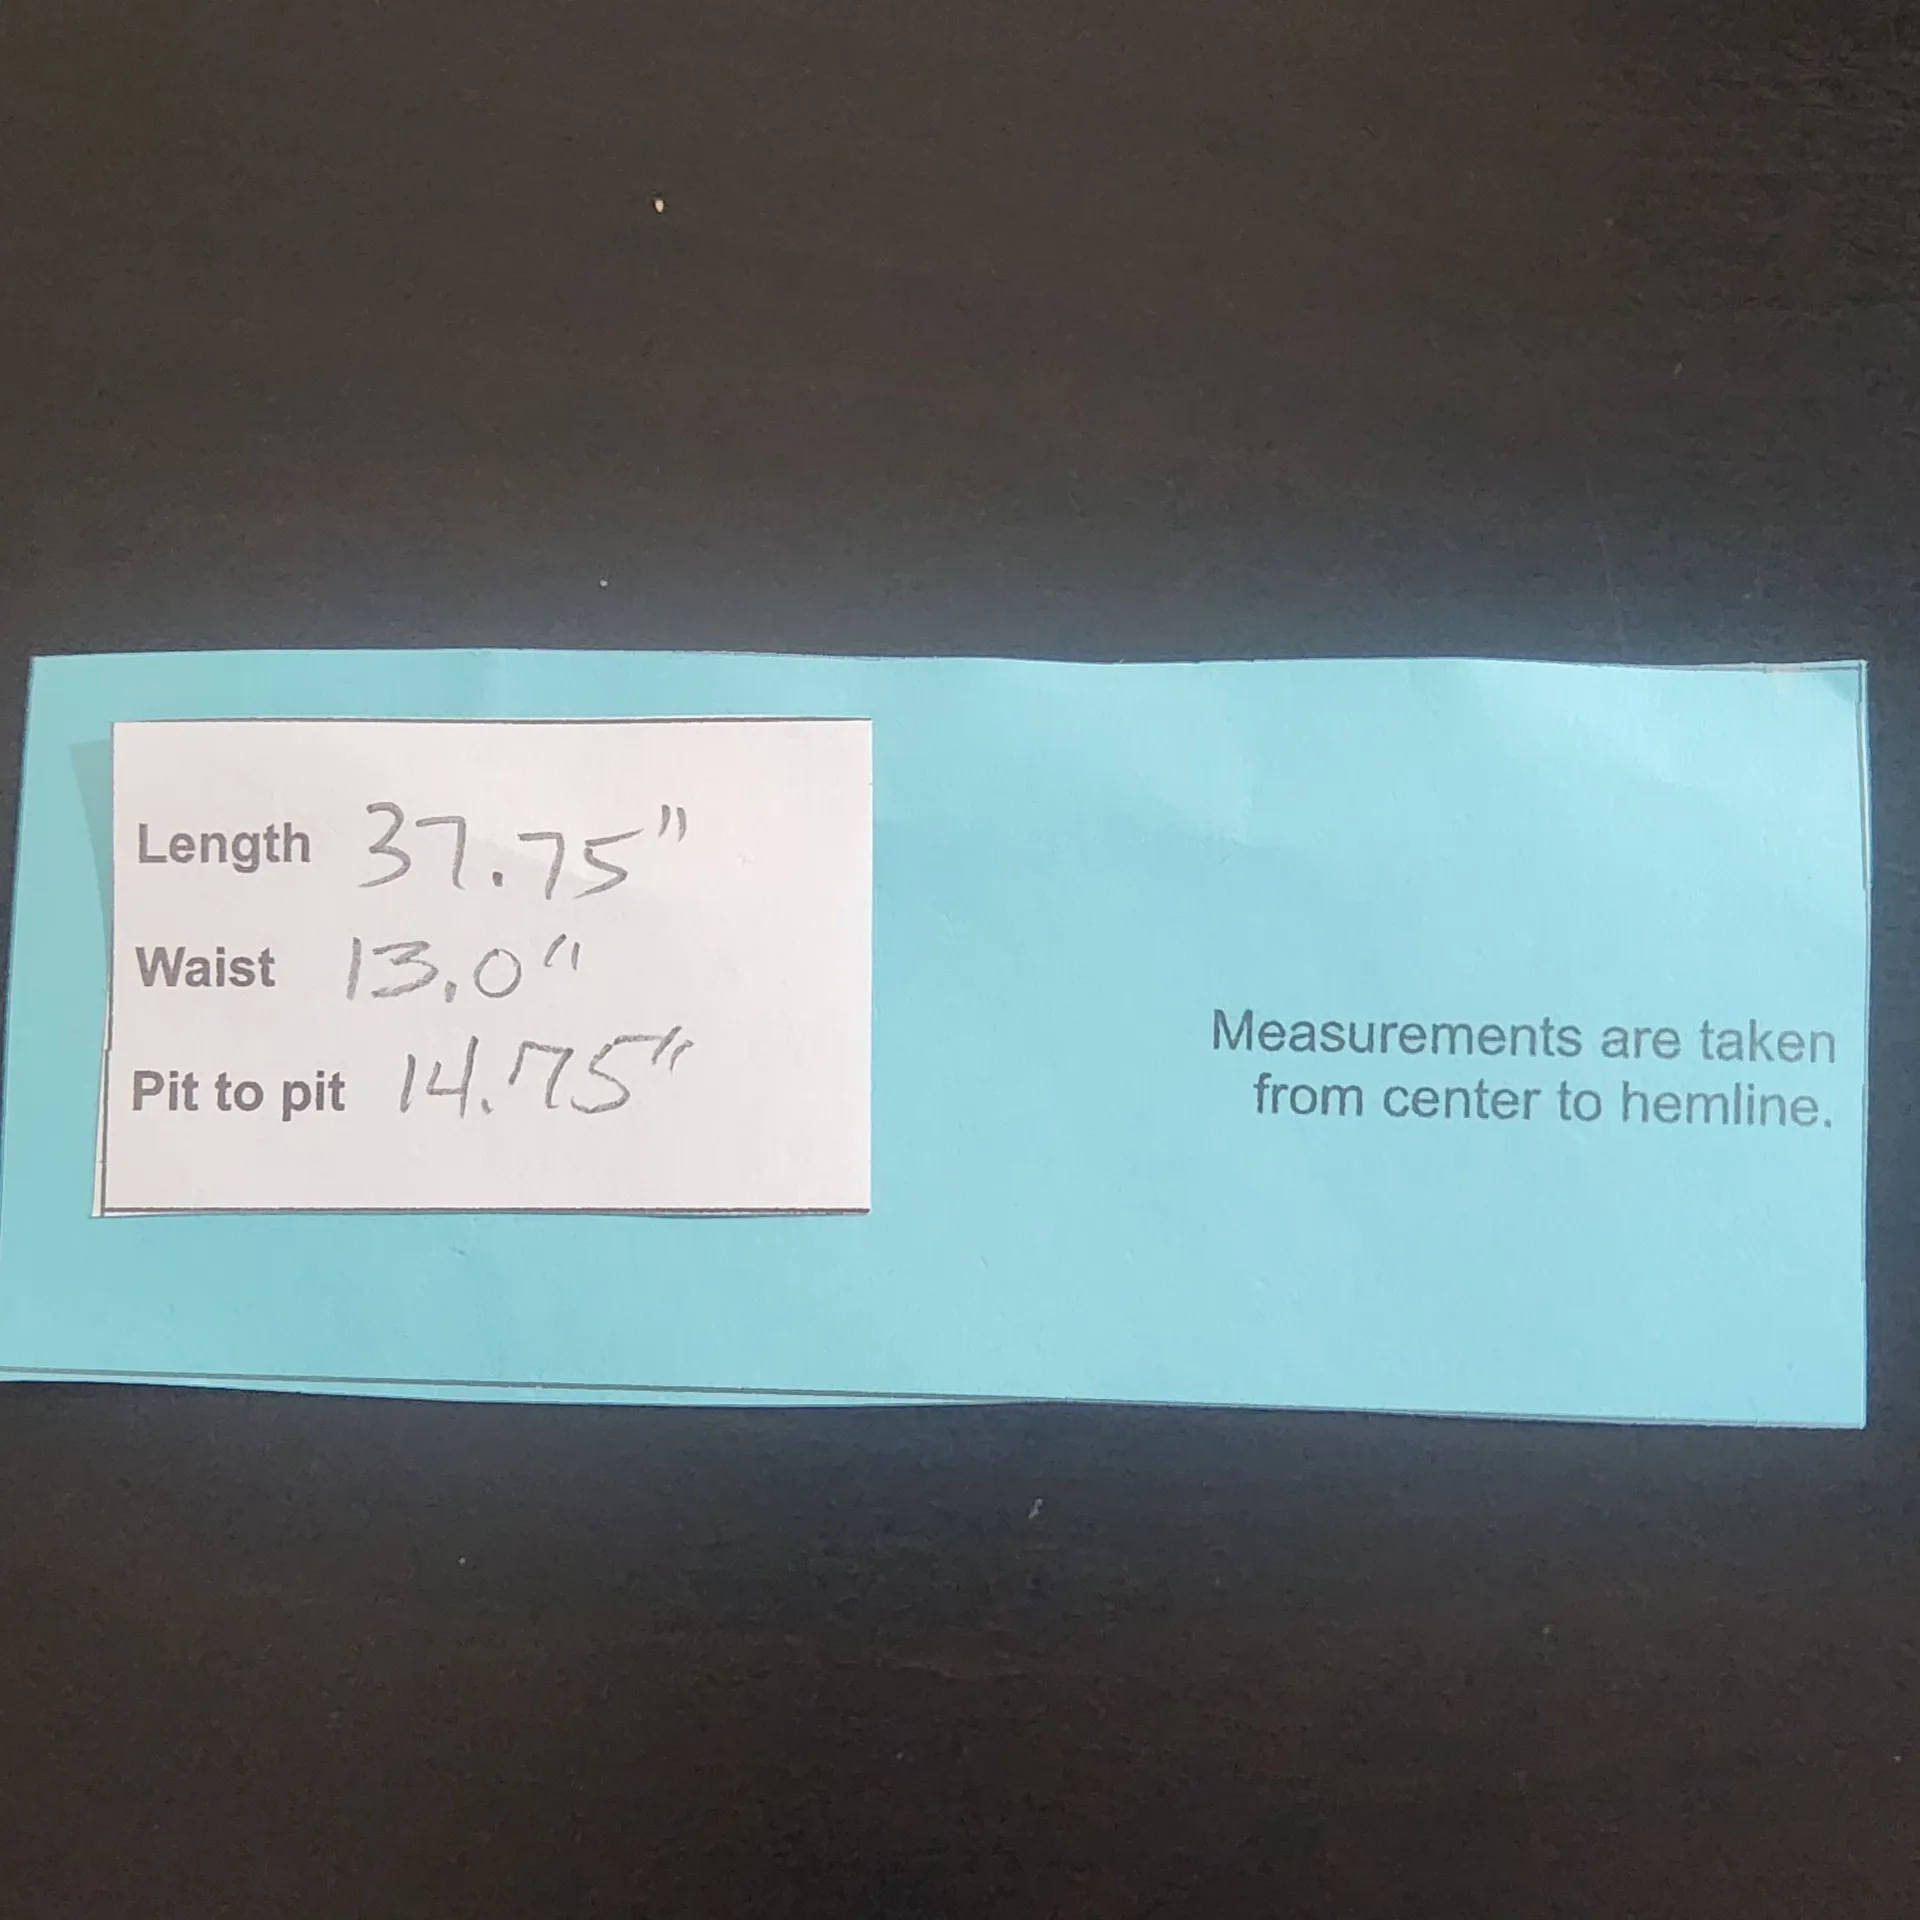 Length 37.75"
Waist 13.0"
Pit to pit 14.75"
Measurements are taken
from center to hemline.